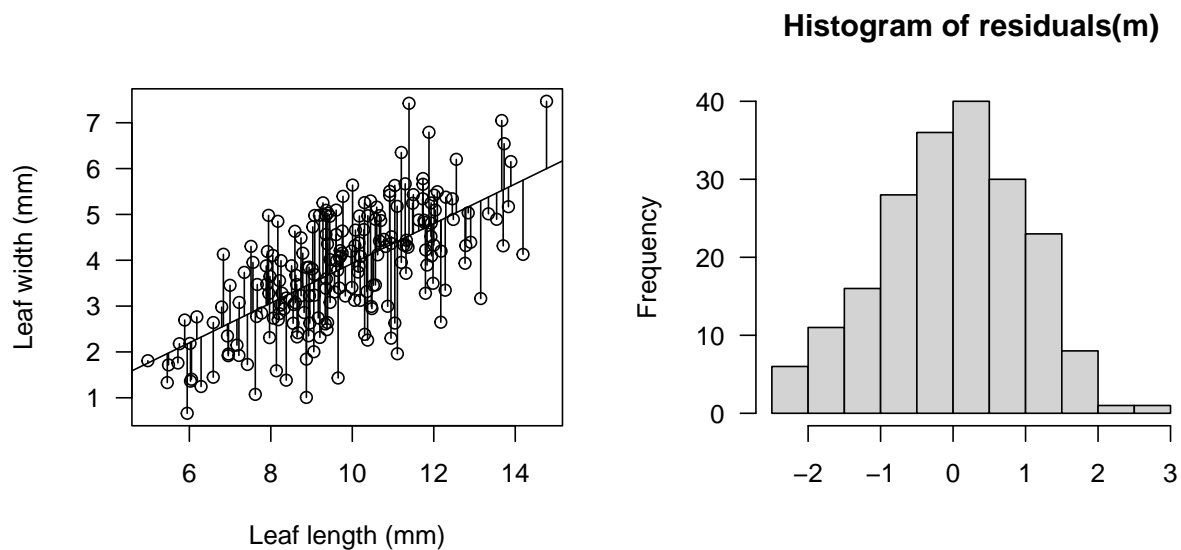 Histogram of residuals(m)
Leaf width (mm)
7
6
5
4
3
2
1
6 8 10 12 14
Leaf length (mm)
Frequency
40
30
20
10
0
−2 −1 0 1 2 3